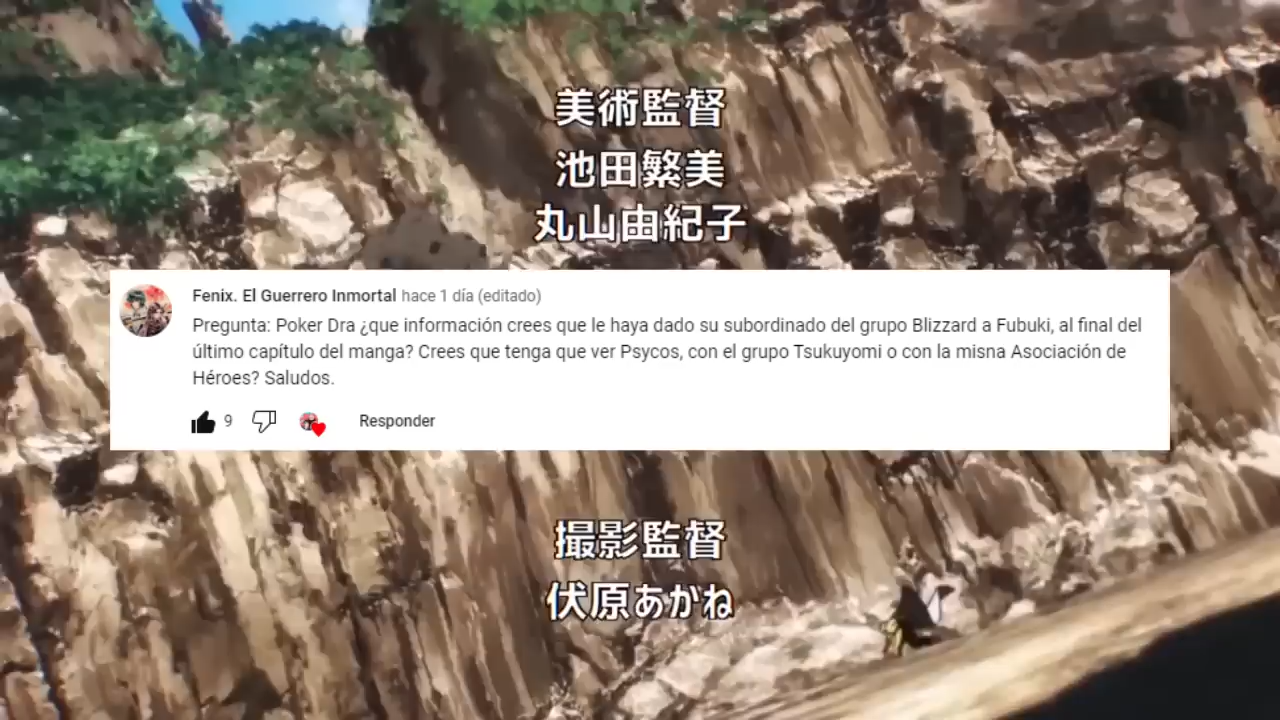 美術監督
池田繁美
丸山由紀子
Fenix. El Guerrero Inmortal hace 1 día (editado)
Pregunta: Poker Dra ¿que información crees que le haya dado su subordinado del grupo Blizzard a Fubuki, al final del
último capítulo del manga? Crees que tenga que ver Psycos, con el grupo Tsukuyomi o con la misna Asociación de
Héroes? Saludos.
9 Responder
撮影監督
伏原あかね